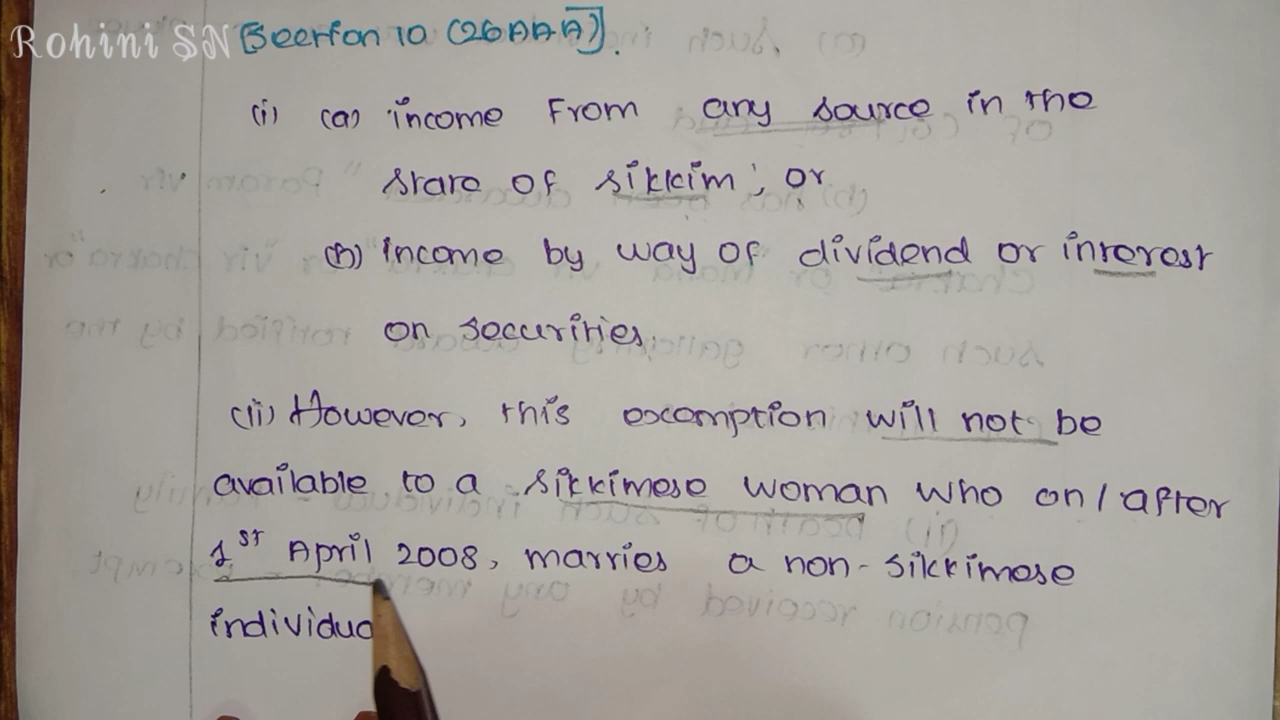 Rohini SN [Section 10 (26AAA)].
(i) (a) income from any source in the
state of sikkim; or
(b) income by way of dividend or interest
on securities
(ii) However, this excemption will not be
available to a sikkimese woman who on/after
1st April 2008, marries a non-sikkimese